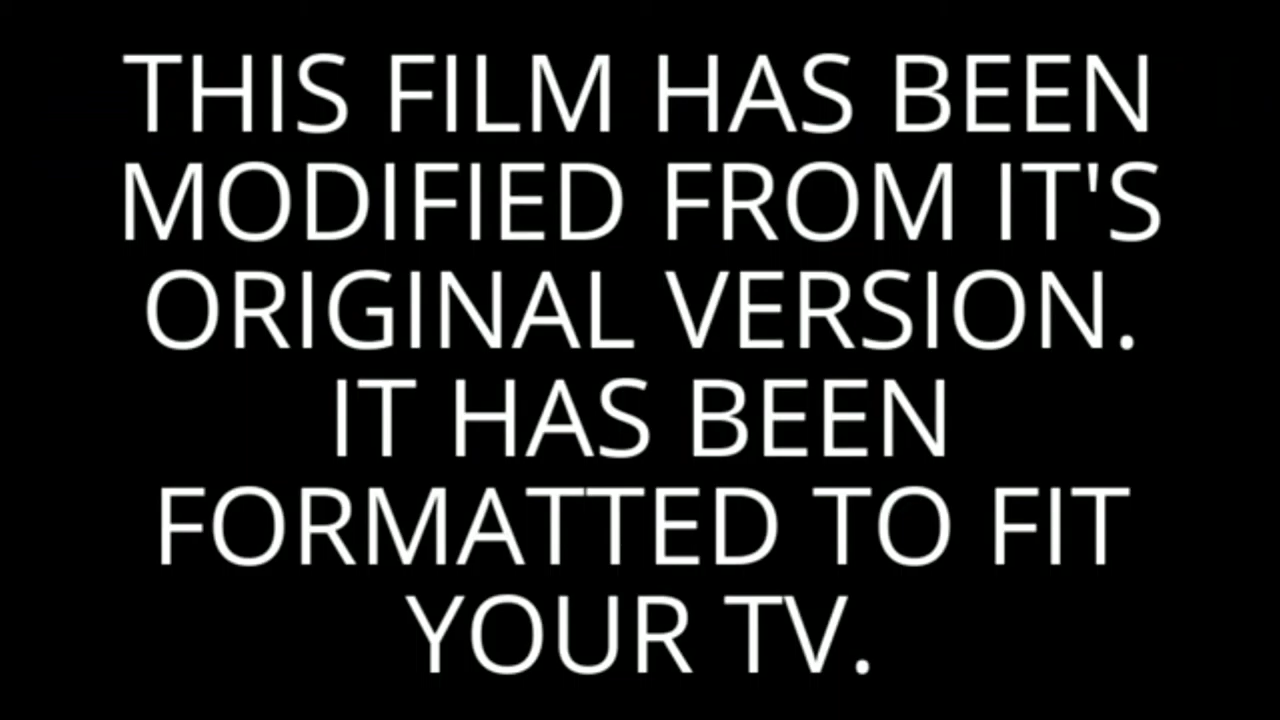 THIS FILM HAS BEEN
MODIFIED FROM IT'S
ORIGINAL VERSION.
IT HAS BEEN
FORMATTED TO FIT
YOUR TV.